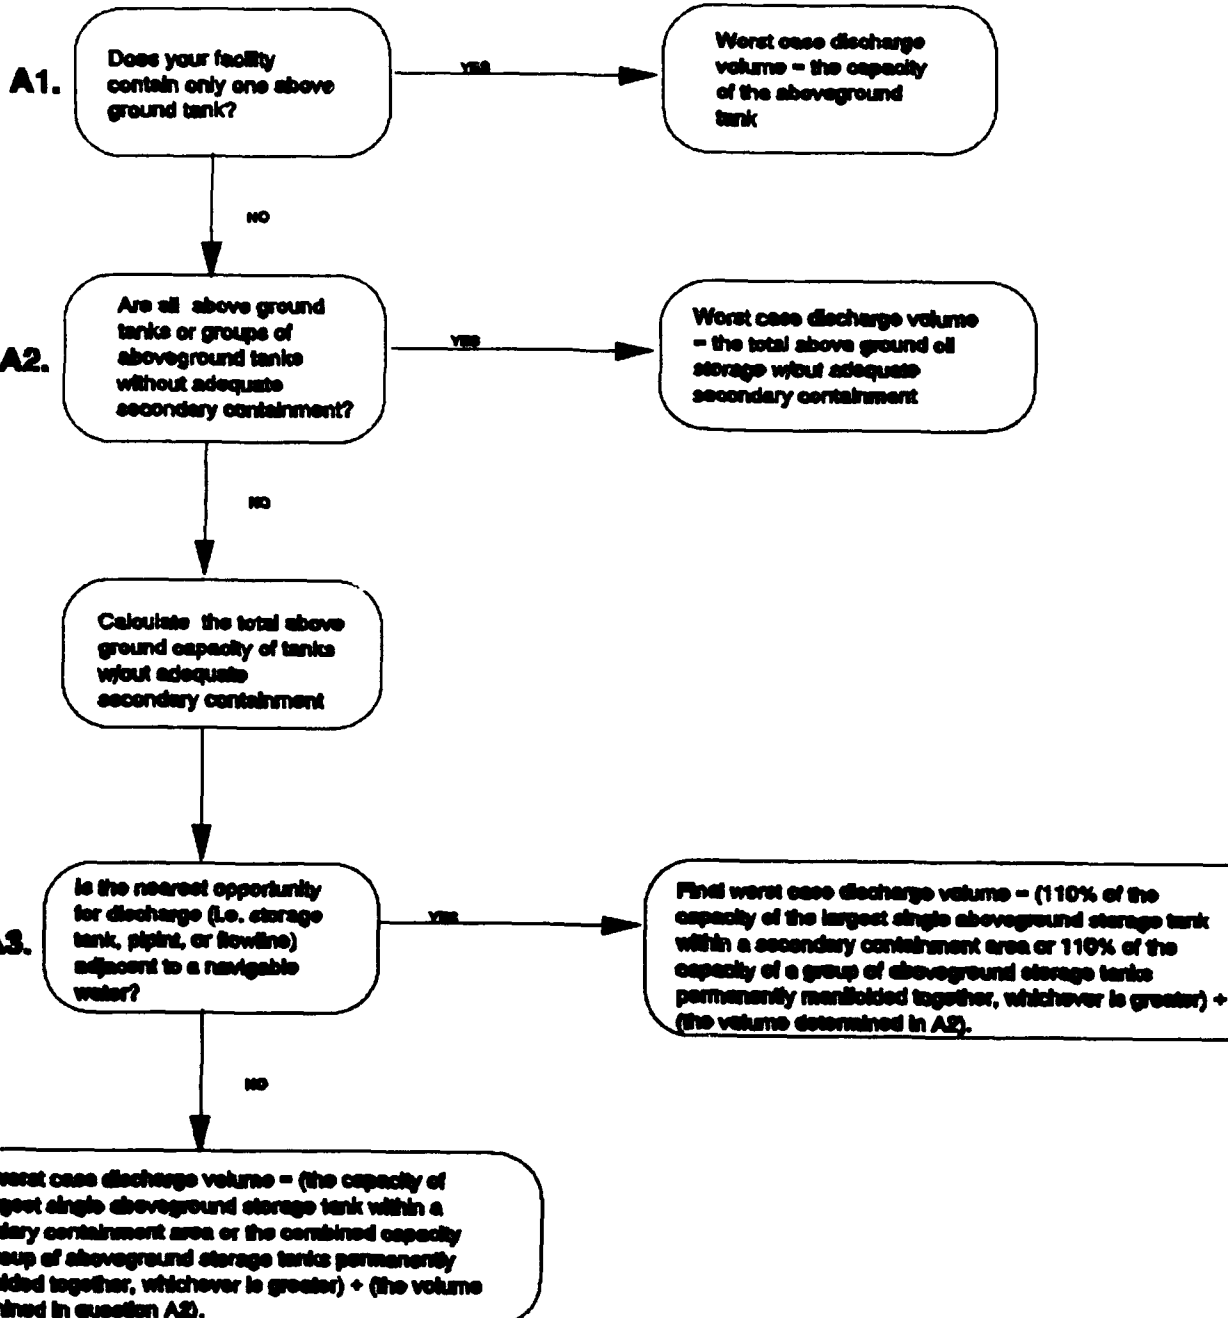 A1.
Does your facility
contain only one above
ground tank?
YES
Worst case discharge
volume = the capacity
of the aboveground
tank
NO
A2.
Are all above ground
tanks or groups of
aboveground tanks
without adequate
secondary containment?
YES
Worst case discharge volume
= the total above ground oil
storage w/out adequate
secondary containment
NO
Calculate the total above
ground capacity of tanks
w/out adequate
secondary containment
A3.
Is the nearest opportunity
for discharge (i.e. storage
tank, pipint, or flowline)
adjacent to a navigable
water?
YES
Final worst case discharge volume = (110% of the
capacity of the largest single aboveground storage tank
within a secondary containment area or 110% of the
capacity of a group of aboveground storage tanks
permanently manifolded together, whichever is greater) +
(the volume determined in A2).
NO
worst case discharge volume = (the capacity of
gest single aboveground storage tank within a
dary containment area or the combined capacity
oup of aboveground storage tanks permanently
lded together, whichever is greater) + (the volume
ined in question A2).